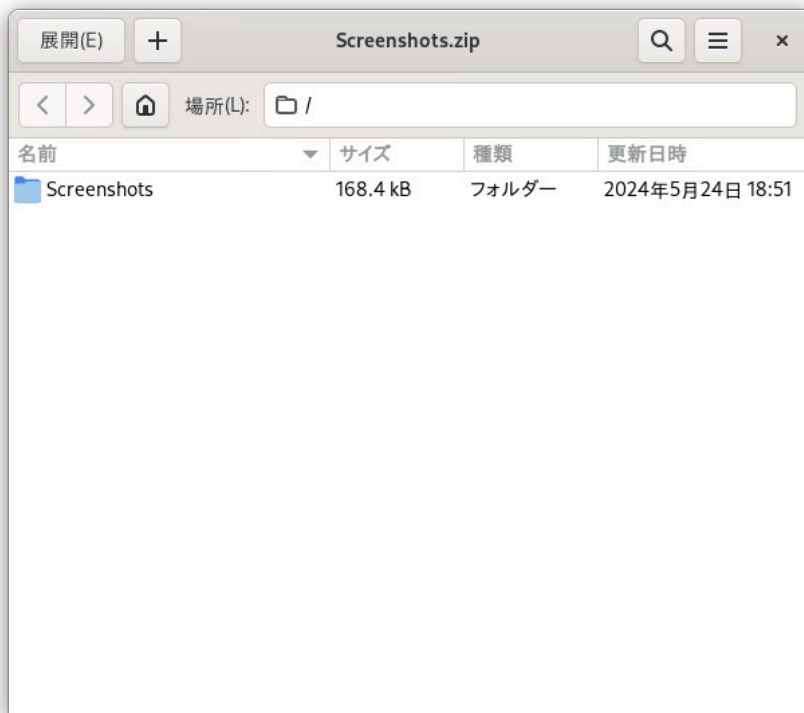 展開(E) Screenshots.zip
場所(L): /
名前 サイズ 種類 更新日時
Screenshots 168.4 kB フォルダー 2024年5月24日 18:51